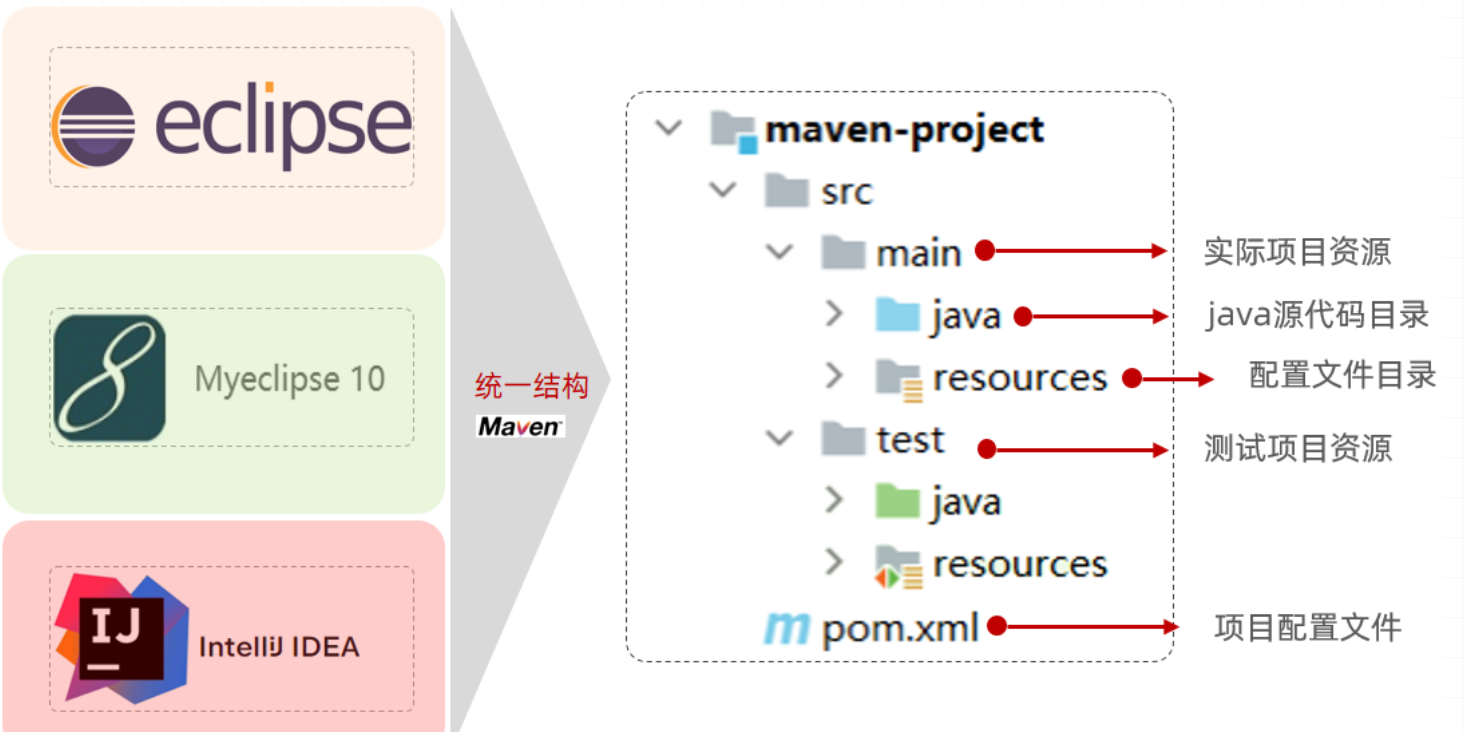 eclipse
Myeclipse 10
IntelliJ IDEA
统一结构
Maven
maven-project
src
main
实际项目资源
java
java源代码目录
resources
配置文件目录
test
测试项目资源
java
resources
pom.xml
项目配置文件
IJ